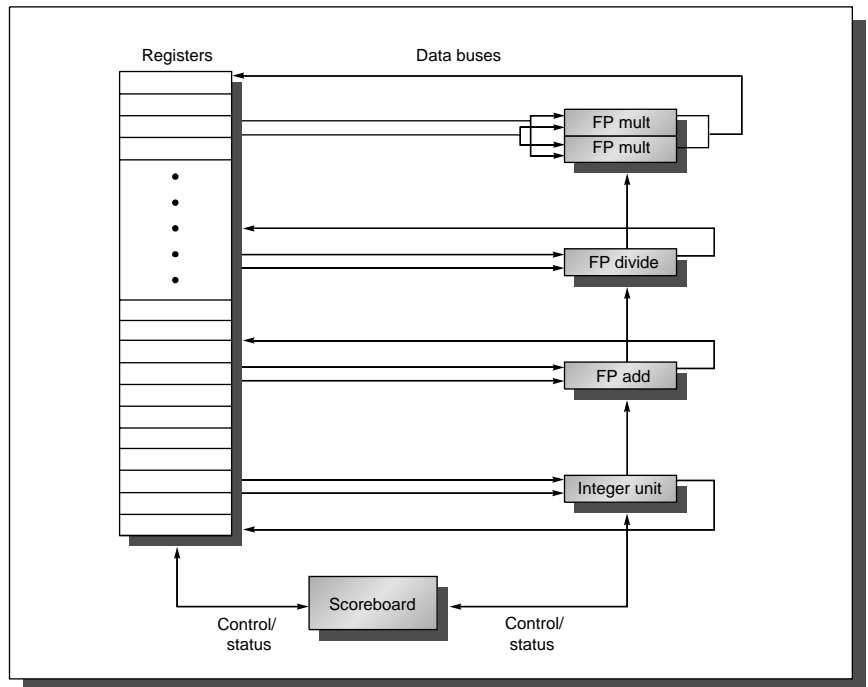 Registers
Data buses
FP mult
FP mult
FP divide
FP add
Integer unit
Scoreboard
Control/
status
Control/
status